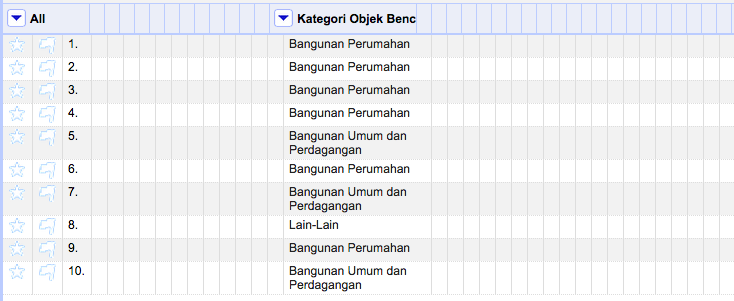 All Kategori Objek Benc
1. Bangunan Perumahan
2. Bangunan Perumahan
3. Bangunan Perumahan
4. Bangunan Perumahan
5. Bangunan Umum dan
Perdagangan
6. Bangunan Perumahan
7. Bangunan Umum dan
Perdagangan
8. Lain-Lain
9. Bangunan Perumahan
10. Bangunan Umum dan
Perdagangan